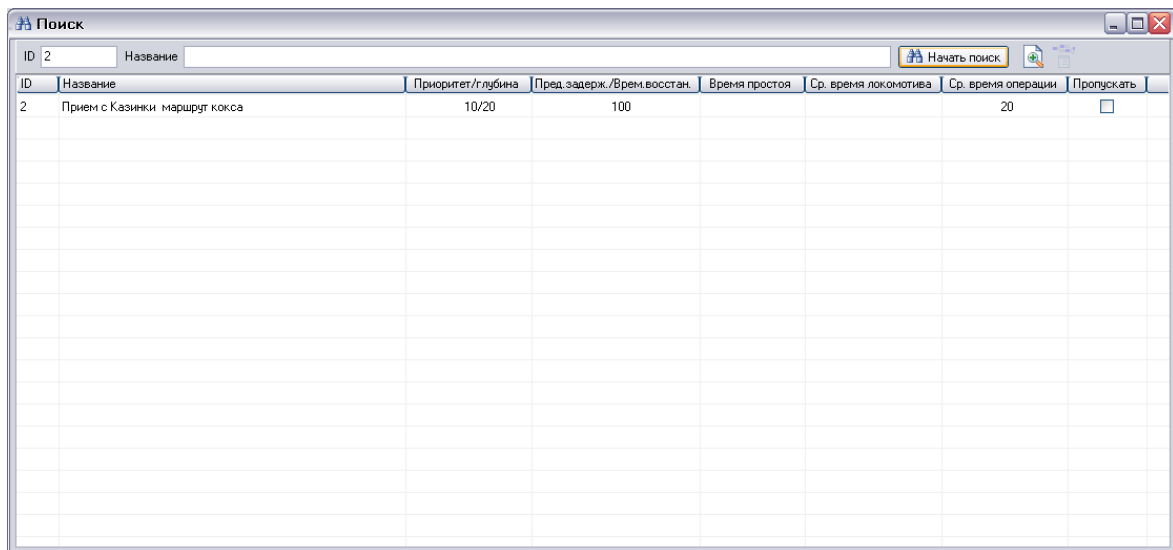 Поиск
ID 2 Название Начать поиск
ID Название Приоритет/глубина Пред.задерж./Врем.восстан. Время простоя Ср. время локомотива Ср. время операции Пропускать
2 Прием с Казинки маршрут кокса 10/20 100 20